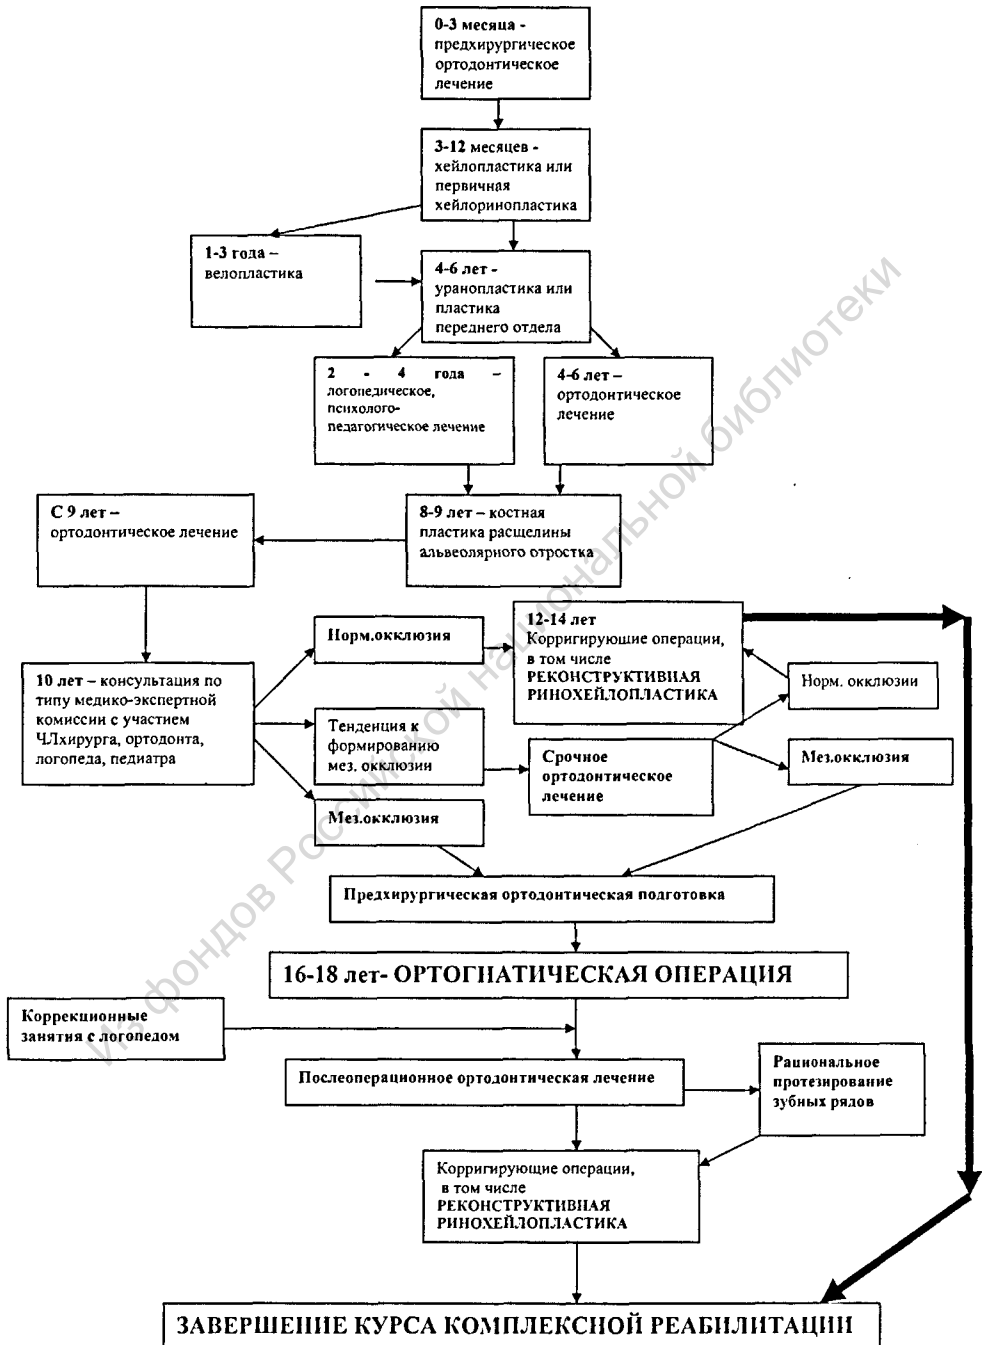 0-3 месяца -
предхирургическое
ортодонтическое
лечение
3-12 месяцев -
хейлопластика или
первичная
хейлоринопластика
1-3 года –
велопластика
4-6 лет -
уранопластика или
пластика
переднего отдела
2 - 4 года –
логопедическое,
психолого-
педагогическое лечение
4-6 лет –
ортодонтическое
лечение
С 9 лет –
ортодонтическое лечение
8-9 лет – костная
пластика расщелины
альвеолярного отростка
10 лет – консультация по
типу медико-экспертной
комиссии с участием
ЧЛхирурга, ортодонта,
логопеда, педиатра
Норм.окклюзия
Тенденция к
формированию
мез. окклюзии
Мез.окклюзия
12-14 лет
Корригирующие операции,
в том числе
РЕКОНСТРУКТИВНАЯ
РИНОХЕЙЛОПЛАСТИКА
Срочное
ортодонтическое
лечение
Норм. окклюзии
Мез.окклюзия
Предхирургическая ортодонтическая подготовка
16-18 лет- ОРТОГНАТИЧЕСКАЯ ОПЕРАЦИЯ
Коррекционные
занятия с логопедом
Послеоперационное ортодонтическая лечение
Рациональное
протезирование
зубных рядов
Корригирующие операции,
в том числе
РЕКОНСТРУКТИВНАЯ
РИНОХЕЙЛОПЛАСТИКА
ЗАВЕРШЕНИЕ КУРСА КОМПЛЕКСНОЙ РЕАБИЛИТАЦИИ
Из фондов Российской национальной библиотеки